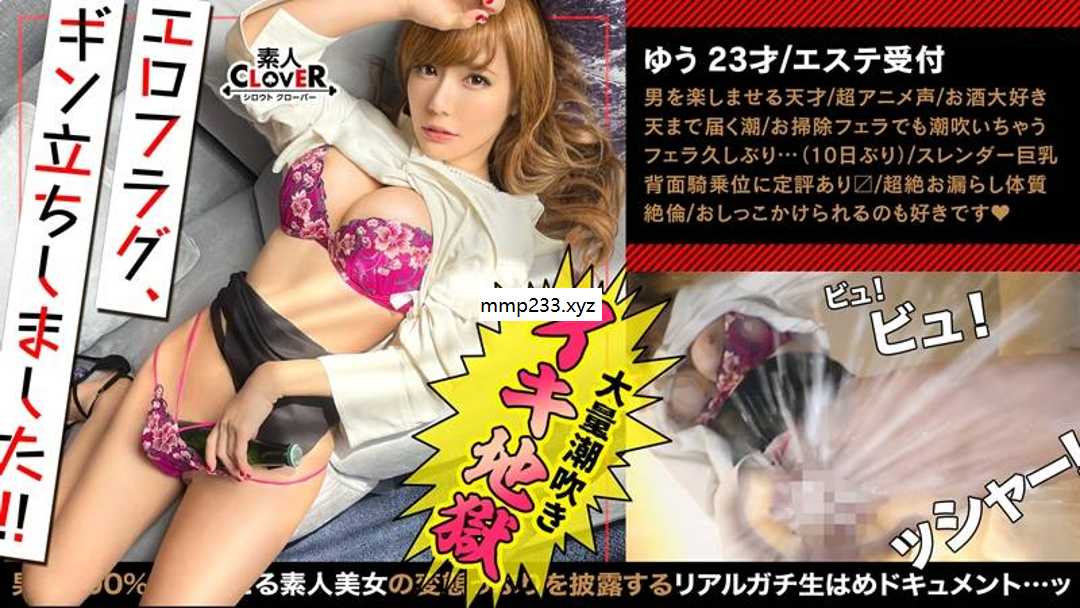 エロフラグ、
ギン立ちしました!!
素人
CLOVER
シロウト クローバー
ゆう 23才/エステ受付
男を楽しませる天才/超アニメ声/お酒大好き
天まで届く潮/お掃除フェラでも潮吹いちゃう
フェラ久しぶり…(10日ぶり)/スレンダー巨乳
背面騎乗位に定評あり〼/超絶お漏らし体質
絶倫/おしっこかけられるのも好きです♥
mmp233.xyz
大量潮吹き
イキ地獄
ビュ!
ビュ!
ッシャー!
る素人美女の変態っぷりを披露するリアルガチ生はめドキュメント…ッ